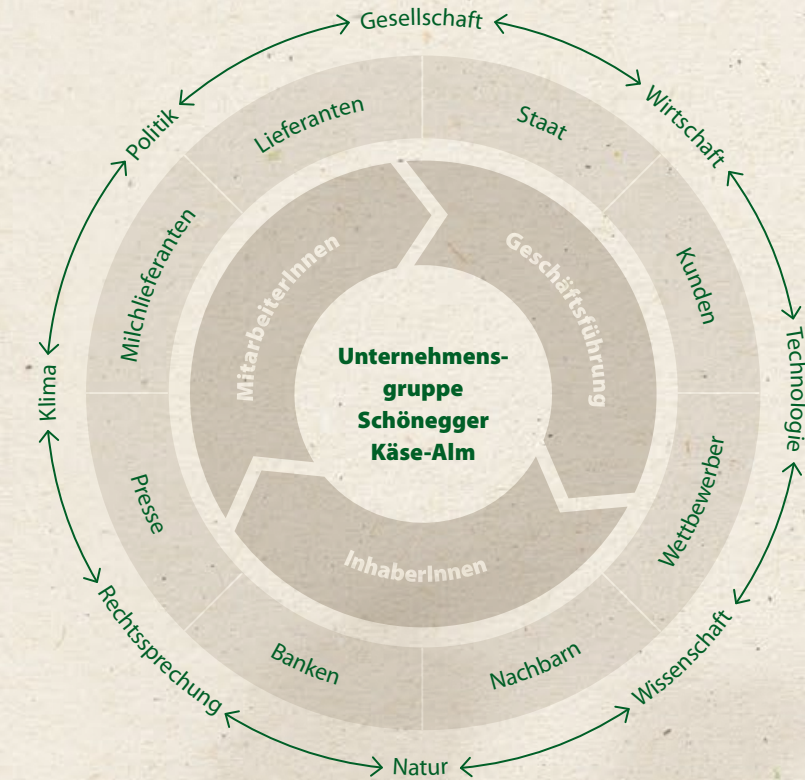 Gesellschaft
Wirtschaft
Technologie
Wissenschaft
Natur
Rechtssprechung
Klima
Politik
Lieferanten
Staat
Kunden
Wettbewerber
Nachbarn
Banken
Presse
Milchlieferanten
MitarbeiterInnen
Geschäftsführung
InhaberInnen
Unternehmens-
gruppe
Schönegger
Käse-Alm